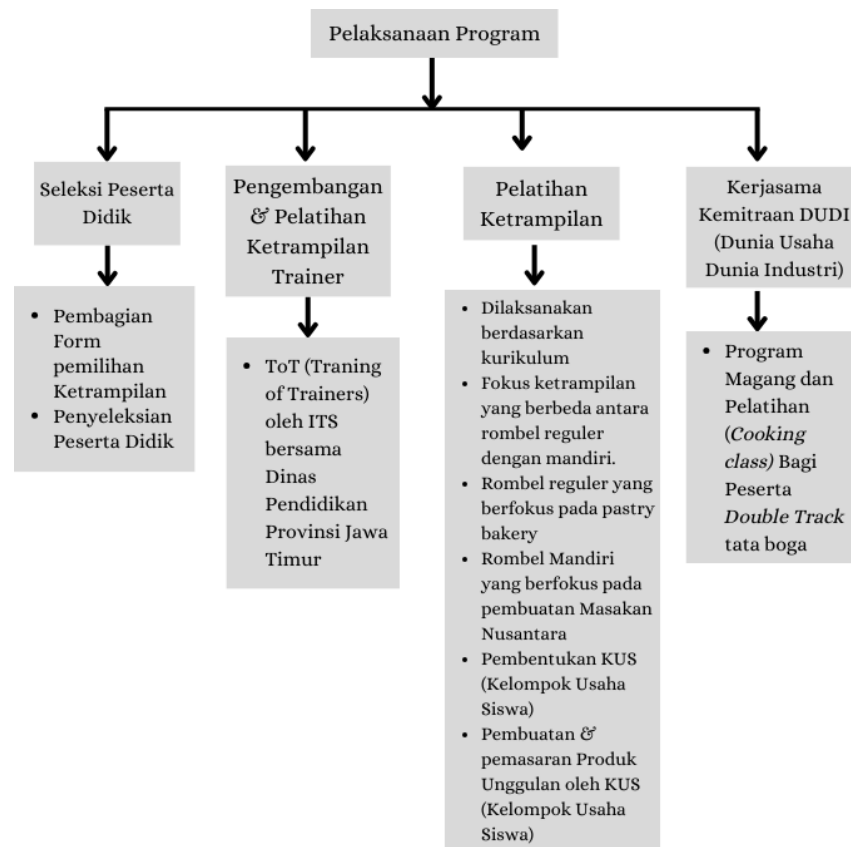 Pelaksanaan Program
Seleksi Peserta
Didik
• Pembagian
Form
pemilihan
Ketrampilan
• Penyeleksian
Peserta Didik
Pengembangan
& Pelatihan
Ketrampilan
Trainer
• ToT (Traning
of Trainers)
oleh ITS
bersama
Dinas
Pendidikan
Provinsi Jawa
Timur
Pelatihan
Ketrampilan
• Dilaksanakan
berdasarkan
kurikulum
• Fokus ketrampilan
yang berbeda antara
rombel reguler
dengan mandiri.
• Rombel reguler yang
berfokus pada pastry
bakery
• Rombel Mandiri
yang berfokus pada
pembuatan Masakan
Nusantara
• Pembentukan KUS
(Kelompok Usaha
Siswa)
• Pembuatan &
pemasaran Produk
Unggulan oleh KUS
(Kelompok Usaha
Siswa)
Kerjasama
Kemitraan DUDI
(Dunia Usaha
Dunia Industri)
• Program
Magang dan
Pelatihan
(Cooking
class) Bagi
Peserta
Double Track
tata boga